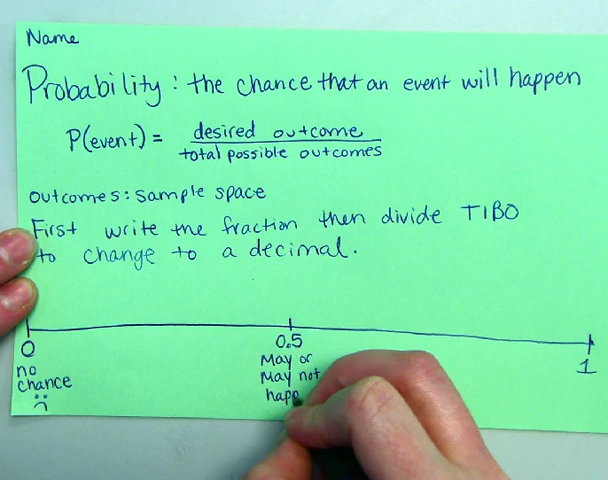 Name
Probability: the chance that an event will happen
P(event) = desired outcome
total possible outcomes
outcomes: sample space
First write the fraction then divide TIBO
to change to a decimal.
0 0.5 1
no
chance
May or
May not
happ